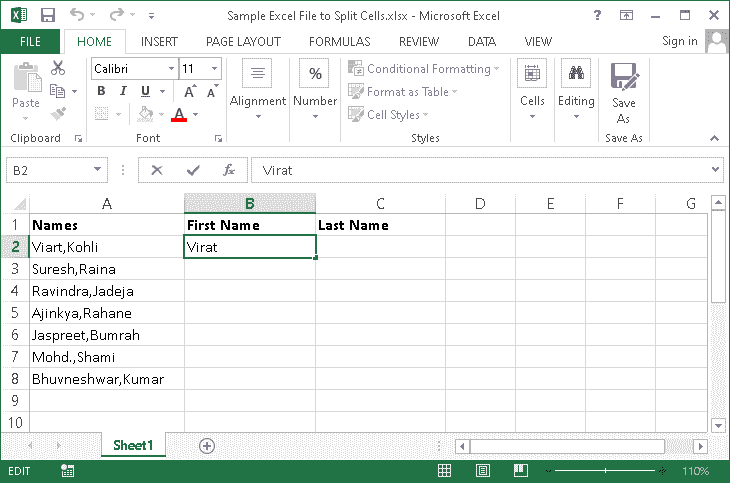 Sample Excel File to Split Cells.xlsx - Microsoft Excel
?
FILE HOME INSERT PAGE LAYOUT FORMULAS REVIEW DATA VIEW Sign in
Paste
Calibri 11
B I U A A
A
Alignment
%
Number
Conditional Formatting
Format as Table
Cell Styles
Cells
Editing
Save As
Clipboard Font Styles Save As
B2 fx Virat
A B C D E F G
1 Names First Name Last Name
2 Viart,Kohli Virat
3 Suresh,Raina
4 Ravindra,Jadeja
5 Ajinkya,Rahane
6 Jaspreet,Bumrah
7 Mohd.,Shami
8 Bhuvneshwar,Kumar
9
10
Sheet1
EDIT 110%